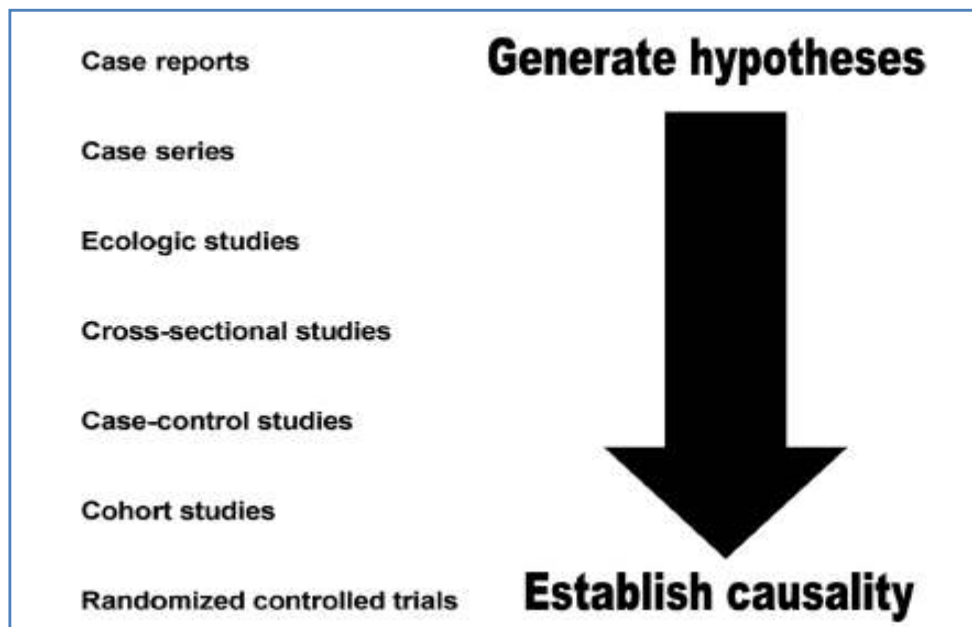 Case reports
Generate hypotheses
Case series
Ecologic studies
Cross-sectional studies
Case-control studies
Cohort studies
Randomized controlled trials
Establish causality